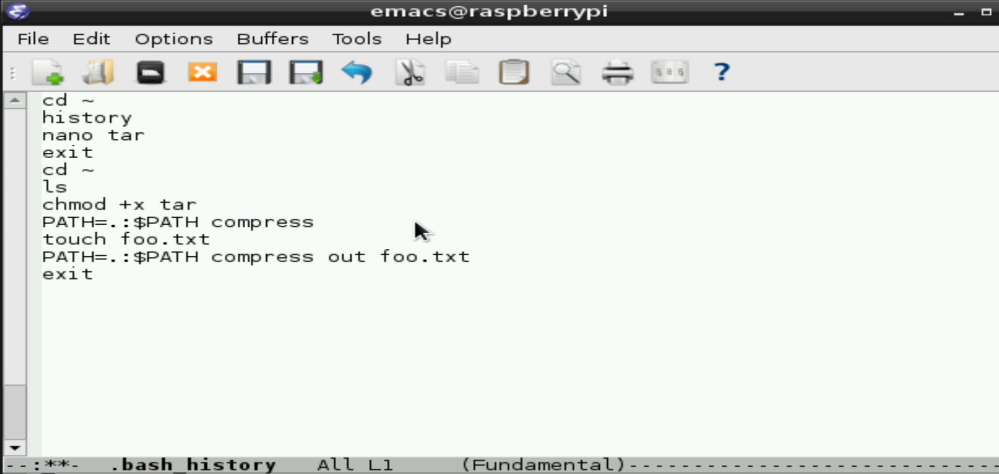 emacs@raspberrypi
File Edit Options Buffers Tools Help
cd ~
history
nano tar
exit
cd ~
ls
chmod +x tar
PATH=.:$PATH compress
touch foo.txt
PATH=.:$PATH compress out foo.txt
exit
--:**-  .bash_history  All L1  (Fundamental)-----------------------------